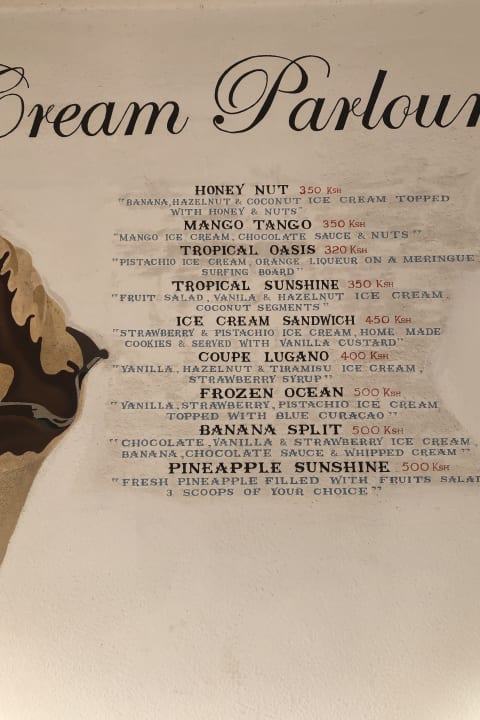 Cream Parlour
HONEY NUT 350 KSH
"BANANA, HAZELNUT & COCONUT ICE CREAM TOPPED
WITH HONEY & NUTS"
MANGO TANGO 350 KSH
"MANGO ICE CREAM, CHOCOLATE SAUCE & NUTS"
TROPICAL OASIS 320 KSH
"PISTACHIO ICE CREAM, ORANGE LIQUEUR ON A MERINGUE
SURFING BOARD"
TROPICAL SUNSHINE 350 KSH
"FRUIT SALAD, VANILA & HAZELNUT ICE CREAM,
COCONUT SEGMENTS"
ICE CREAM SANDWICH 450 KSH
"STRAWBERRY & PISTACHIO ICE CREAM, HOME MADE
COOKIES & SERVED WITH VANILLA CUSTARD"
COUPE LUGANO 400 KSH
"VANILLA, HAZELNUT & TIRAMISU ICE CREAM,
STRAWBERRY SYRUP"
FROZEN OCEAN 500 KSH
"VANILLA, STRAWBERRY, PISTACHIO ICE CREAM
TOPPED WITH BLUE CURACAO"
BANANA SPLIT 500 KSH
"CHOCOLATE, VANILLA & STRAWBERRY ICE CREAM,
BANANA, CHOCOLATE SAUCE & WHIPPED CREAM"
PINEAPPLE SUNSHINE 500 KSH
"FRESH PINEAPPLE FILLED WITH FRUITS SALAD
3 SCOOPS OF YOUR CHOICE"